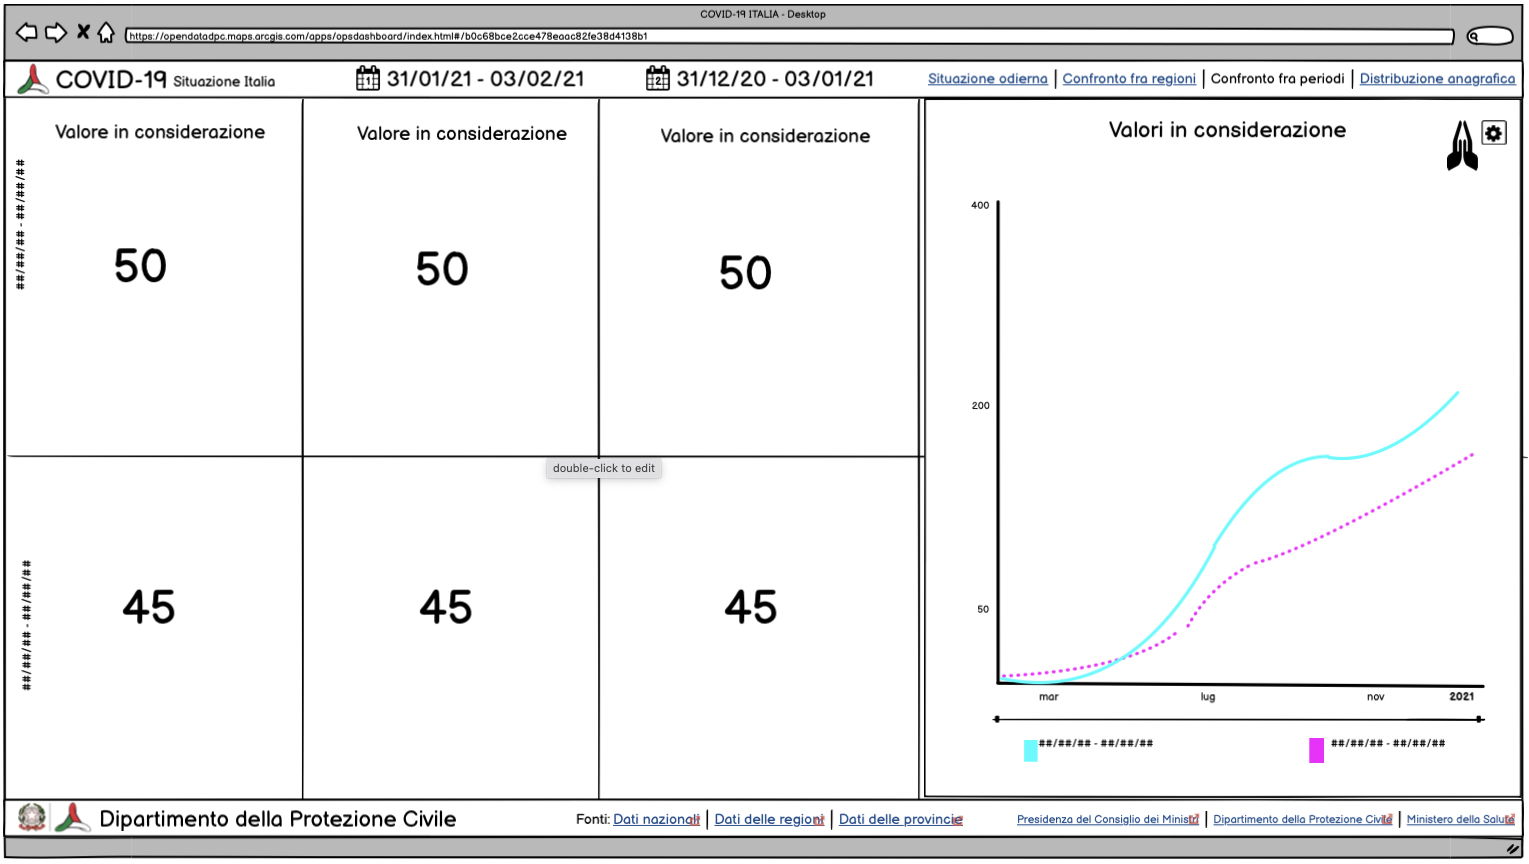 COVID-19 ITALIA - Desktop
https://opendatadpc.maps.arcgis.com/apps/opsdashboard/index.html#/b0c68bce2cce478eaac82fe38d4138b1
COVID-19 Situazione Italia
1 31/01/21 - 03/02/21
2 31/12/20 - 03/01/21
Situazione odierna | Confronto fra regioni | Confronto fra periodi | Distribuzione anagrafica
Valore in considerazione
Valore in considerazione
Valore in considerazione
##/##/## - ##/##/##
50
50
50
double-click to edit
##/##/## - ##/##/##
45
45
45
Valori in considerazione
400
200
50
mar lug nov 2021
##/##/## - ##/##/##
##/##/## - ##/##/##
Dipartimento della Protezione Civile
Fonti: Dati nazionali | Dati delle regioni | Dati delle provincie
Presidenza del Consiglio dei Ministri | Dipartimento della Protezione Civile | Ministero della Salute